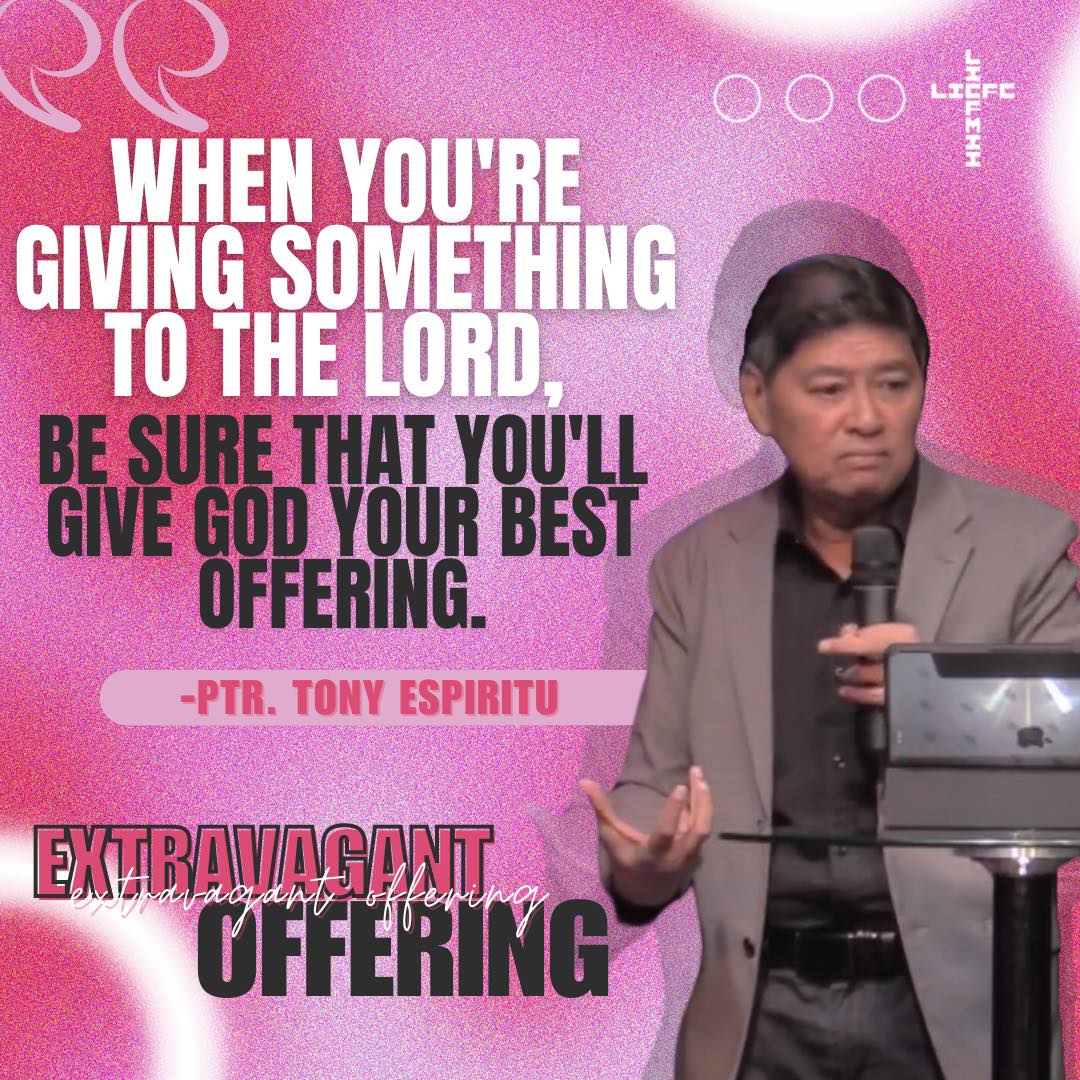 LICFC
WHEN YOU'RE
GIVING SOMETHING
TO THE LORD,
BE SURE THAT YOU'LL
GIVE GOD YOUR BEST
OFFERING.
-PTR. TONY ESPIRITU
EXTRAVAGANT
extravagant offering
OFFERING